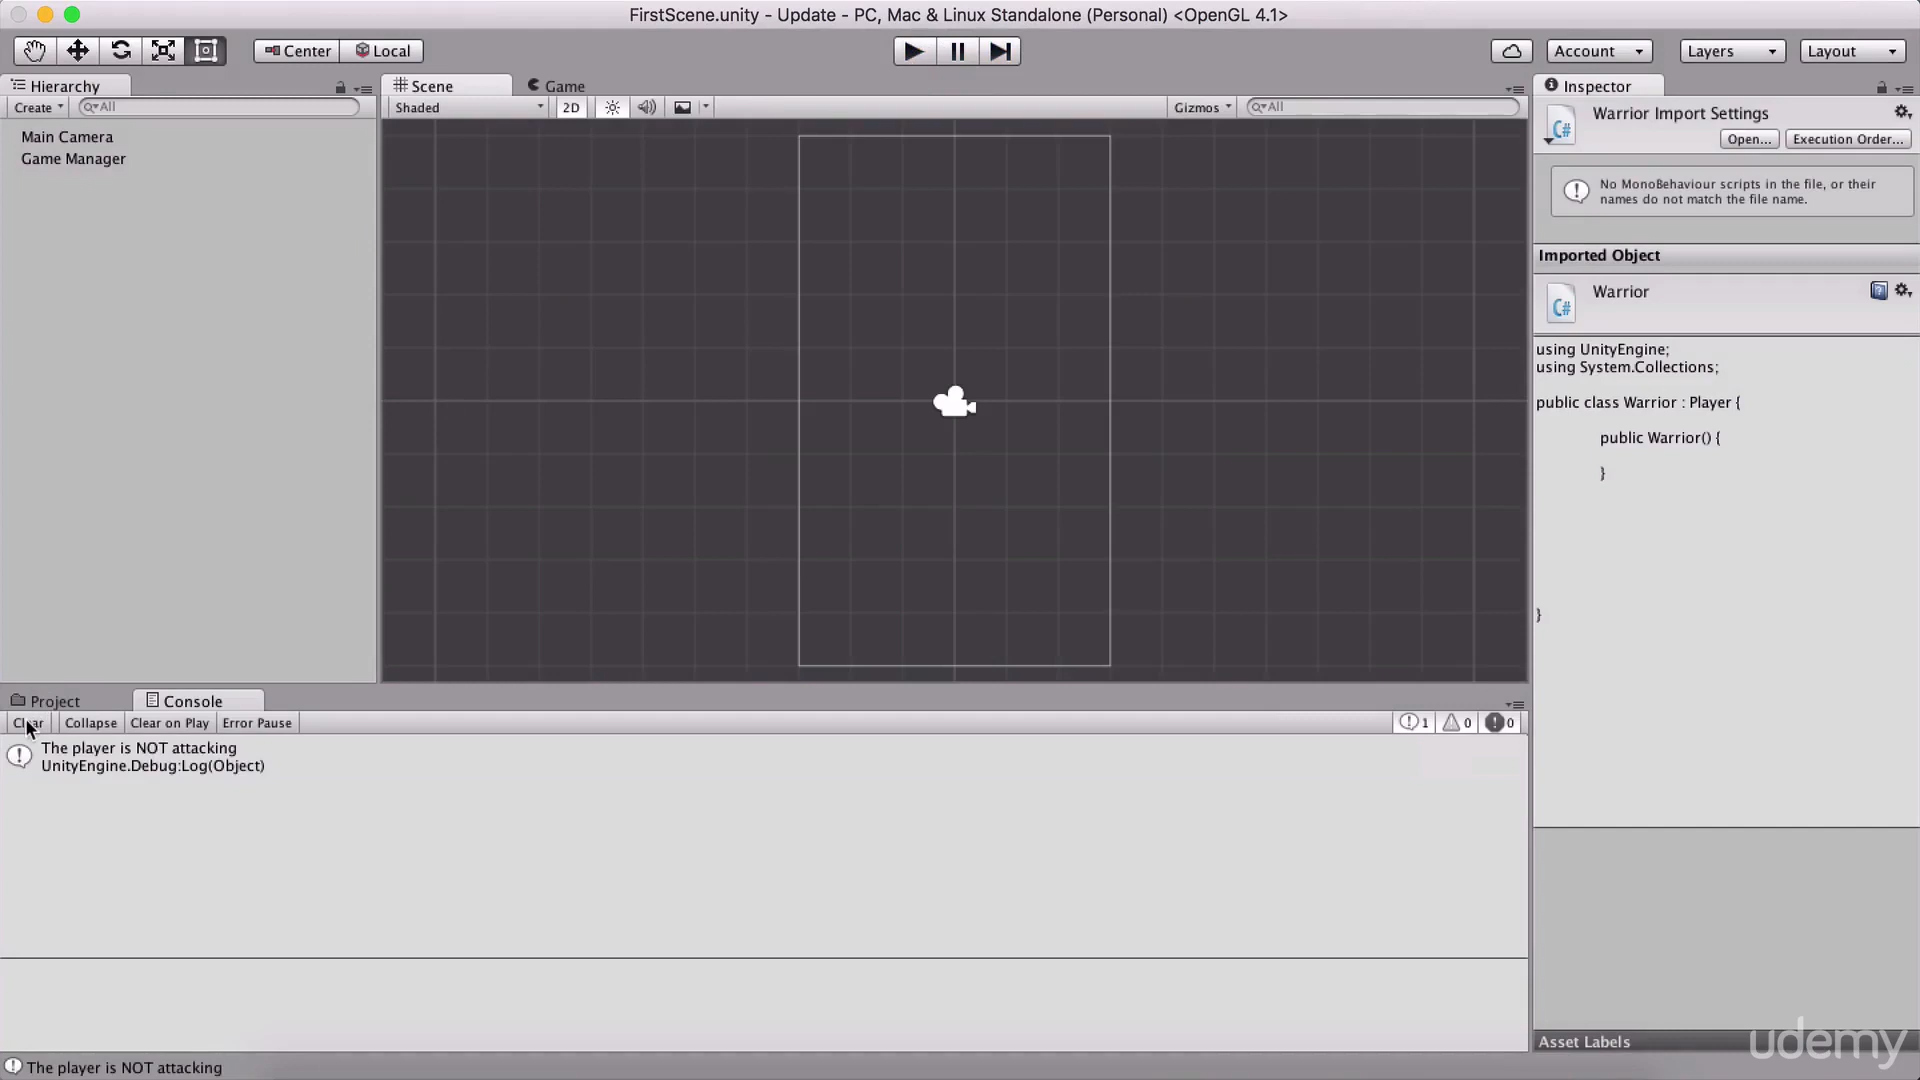 FirstScene.unity - Update - PC, Mac & Linux Standalone (Personal) <OpenGL 4.1>
Center Local Account Layers Layout
Hierarchy
Create All
Main Camera
Game Manager
Scene Game
Shaded 2D Gizmos All
Inspector
Warrior Import Settings
Open... Execution Order...
No MonoBehaviour scripts in the file, or their
names do not match the file name.
Imported Object
Warrior
using UnityEngine;
using System.Collections;
public class Warrior : Player {
public Warrior() {
}
}
Project Console
Clear Collapse Clear on Play Error Pause 1 0 0
The player is NOT attacking
UnityEngine.Debug:Log(Object)
Asset Labels
udemy
The player is NOT attacking